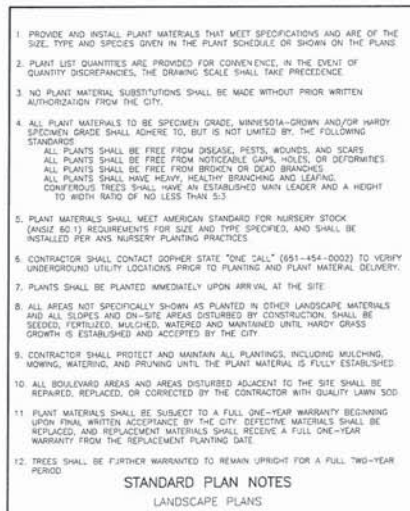 1. PROVIDE AND INSTALL PLANT MATERIALS THAT MEET SPECIFICATIONS AND ARE OF THE
SIZE, TYPE AND SPECIES GIVEN IN THE PLANT SCHEDULE OR SHOWN ON THE PLANS
2. PLANT LIST QUANTITIES ARE PROVIDED FOR CONVENIENCE, IN THE EVENT OF
QUANTITY DISCREPANCIES, THE DRAWING SCALE SHALL TAKE PRECEDENCE.
3. NO PLANT MATERIAL SUBSTITUTIONS SHALL BE MADE WITHOUT PRIOR WRITTEN
AUTHORIZATION FROM THE CITY.
4. ALL PLANT MATERIALS TO BE SPECIMEN GRADE, MINNESOTA-GROWN AND/OR HARDY
SPECIMEN GRADE SHALL ADHERE TO, BUT IS NOT LIMITED BY, THE FOLLOWING
STANDARDS
ALL PLANTS SHALL BE FREE FROM DISEASE, PESTS, WOUNDS, AND SCARS
ALL PLANTS SHALL BE FREE FROM NOTICEABLE GAPS, HOLES, OR DEFORMITIES
ALL PLANTS SHALL BE FREE FROM BROKEN OR DEAD BRANCHES
ALL PLANTS SHALL HAVE HEAVY, HEALTHY BRANCHING AND LEAFING.
CONIFEROUS TREES SHALL HAVE AN ESTABLISHED MAIN LEADER AND A HEIGHT
TO WIDTH RATIO OF NO LESS THAN 5:3
5. PLANT MATERIALS SHALL MEET AMERICAN STANDARD FOR NURSERY STOCK
(ANSIZ 60.1) REQUIREMENTS FOR SIZE AND TYPE SPECIFIED, AND SHALL BE
INSTALLED PER ANS NURSERY PLANTING PRACTICES
6. CONTRACTOR SHALL CONTACT GOPHER STATE "ONE CALL" (651-454-0002) TO VERIFY
UNDERGROUND UTILITY LOCATIONS PRIOR TO PLANTING AND PLANT MATERIAL DELIVERY.
7. PLANTS SHALL BE PLANTED IMMEDIATELY UPON ARRIVAL AT THE SITE
8. ALL AREAS NOT SPECIFICALLY SHOWN AS PLANTED IN OTHER LANDSCAPE MATERIALS
AND ALL SLOPES AND ON-SITE AREAS DISTURBED BY CONSTRUCTION, SHALL BE
SEEDED, FERTILIZED, MULCHED, WATERED AND MAINTAINED UNTIL HARDY GRASS
GROWTH IS ESTABLISHED AND ACCEPTED BY THE CITY
9. CONTRACTOR SHALL PROTECT AND MAINTAIN ALL PLANTINGS, INCLUDING MULCHING,
MOWING, WATERING, AND PRUNING UNTIL THE PLANT MATERIAL IS FULLY ESTABLISHED.
10. ALL BOULEVARD AREAS AND AREAS DISTURBED ADJACENT TO THE SITE SHALL BE
REPAIRED, REPLACED, OR CORRECTED BY THE CONTRACTOR WITH QUALITY LAWN SOD
11. PLANT MATERIALS SHALL BE SUBJECT TO A FULL ONE-YEAR WARRANTY BEGINNING
UPON FINAL WRITTEN ACCEPTANCE BY THE CITY. DEFECTIVE MATERIALS SHALL BE
REPLACED, AND REPLACEMENT MATERIALS SHALL RECEIVE A FULL ONE-YEAR
WARRANTY FROM THE REPLACEMENT PLANTING DATE.
12. TREES SHALL BE FURTHER WARRANTED TO REMAIN UPRIGHT FOR A FULL TWO-YEAR
PERIOD
STANDARD PLAN NOTES
LANDSCAPE PLANS